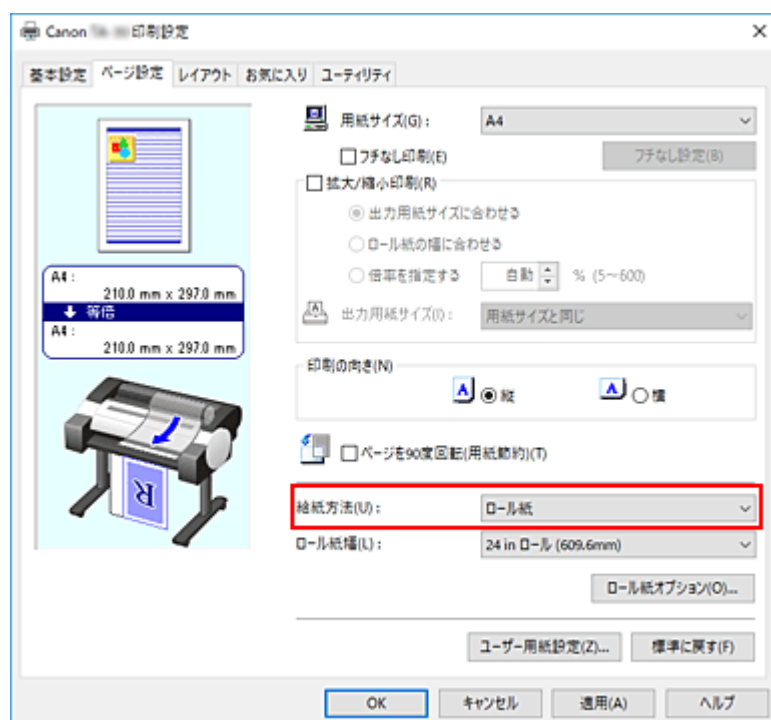 Canon 印刷設定
基本設定 ページ設定 レイアウト お気に入り ユーティリティ
用紙サイズ(G): A4
フチなし印刷(E) フチなし設定(B)
拡大/縮小印刷(R)
出力用紙サイズに合わせる
ロール紙の幅に合わせる
倍率を指定する 自動 % (5～600)
出力用紙サイズ(I): 用紙サイズと同じ
A4 :
210.0 mm x 297.0 mm
等倍
A4 :
210.0 mm x 297.0 mm
印刷の向き(N)
A 縦 A 横
ページを90度回転(用紙節約)(T)
R
給紙方法(U): ロール紙
ロール紙幅(L): 24 in ロール (609.6mm)
ロール紙オプション(O)...
ユーザー用紙設定(Z)... 標準に戻す(F)
OK キャンセル 適用(A) ヘルプ